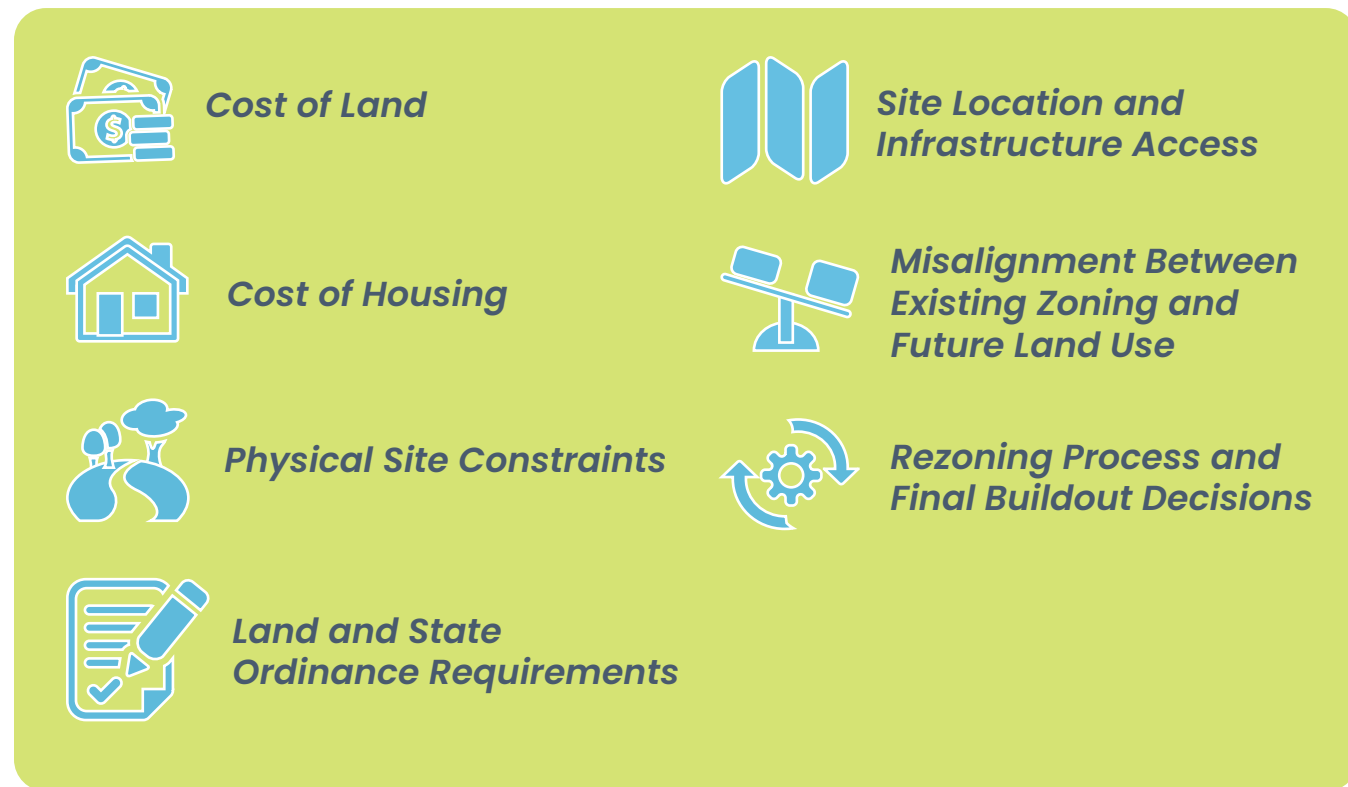 Cost of Land
Cost of Housing
Physical Site Constraints
Land and State
Ordinance Requirements
Site Location and
Infrastructure Access
Misalignment Between
Existing Zoning and
Future Land Use
Rezoning Process and
Final Buildout Decisions